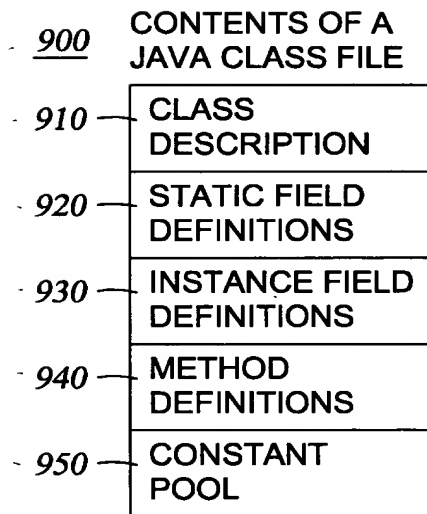 900 CONTENTS OF A
JAVA CLASS FILE
910 CLASS
DESCRIPTION
920 STATIC FIELD
DEFINITIONS
930 INSTANCE FIELD
DEFINITIONS
940 METHOD
DEFINITIONS
950 CONSTANT
POOL